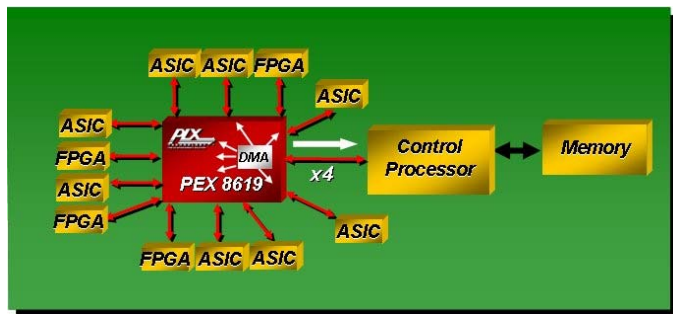 ASIC ASIC FPGA
ASIC
ASIC
FPGA
ASIC
FPGA
PLX
DMA
PEX 8619
x4
Control
Processor
Memory
ASIC
FPGA ASIC ASIC